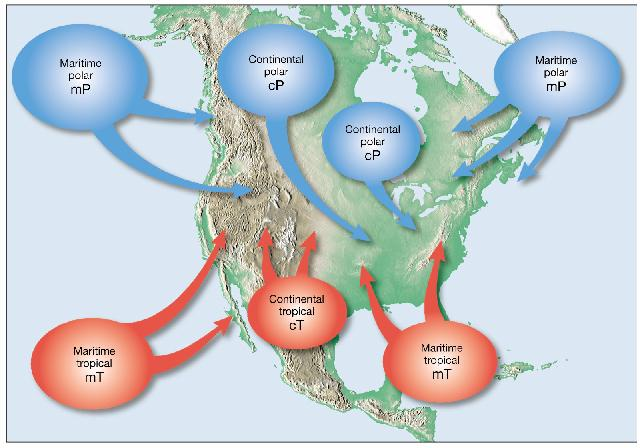 Maritime
polar
mP
Continental
polar
cP
Maritime
polar
mP
Continental
polar
cP
Continental
tropical
cT
Maritime
tropical
mT
Maritime
tropical
mT